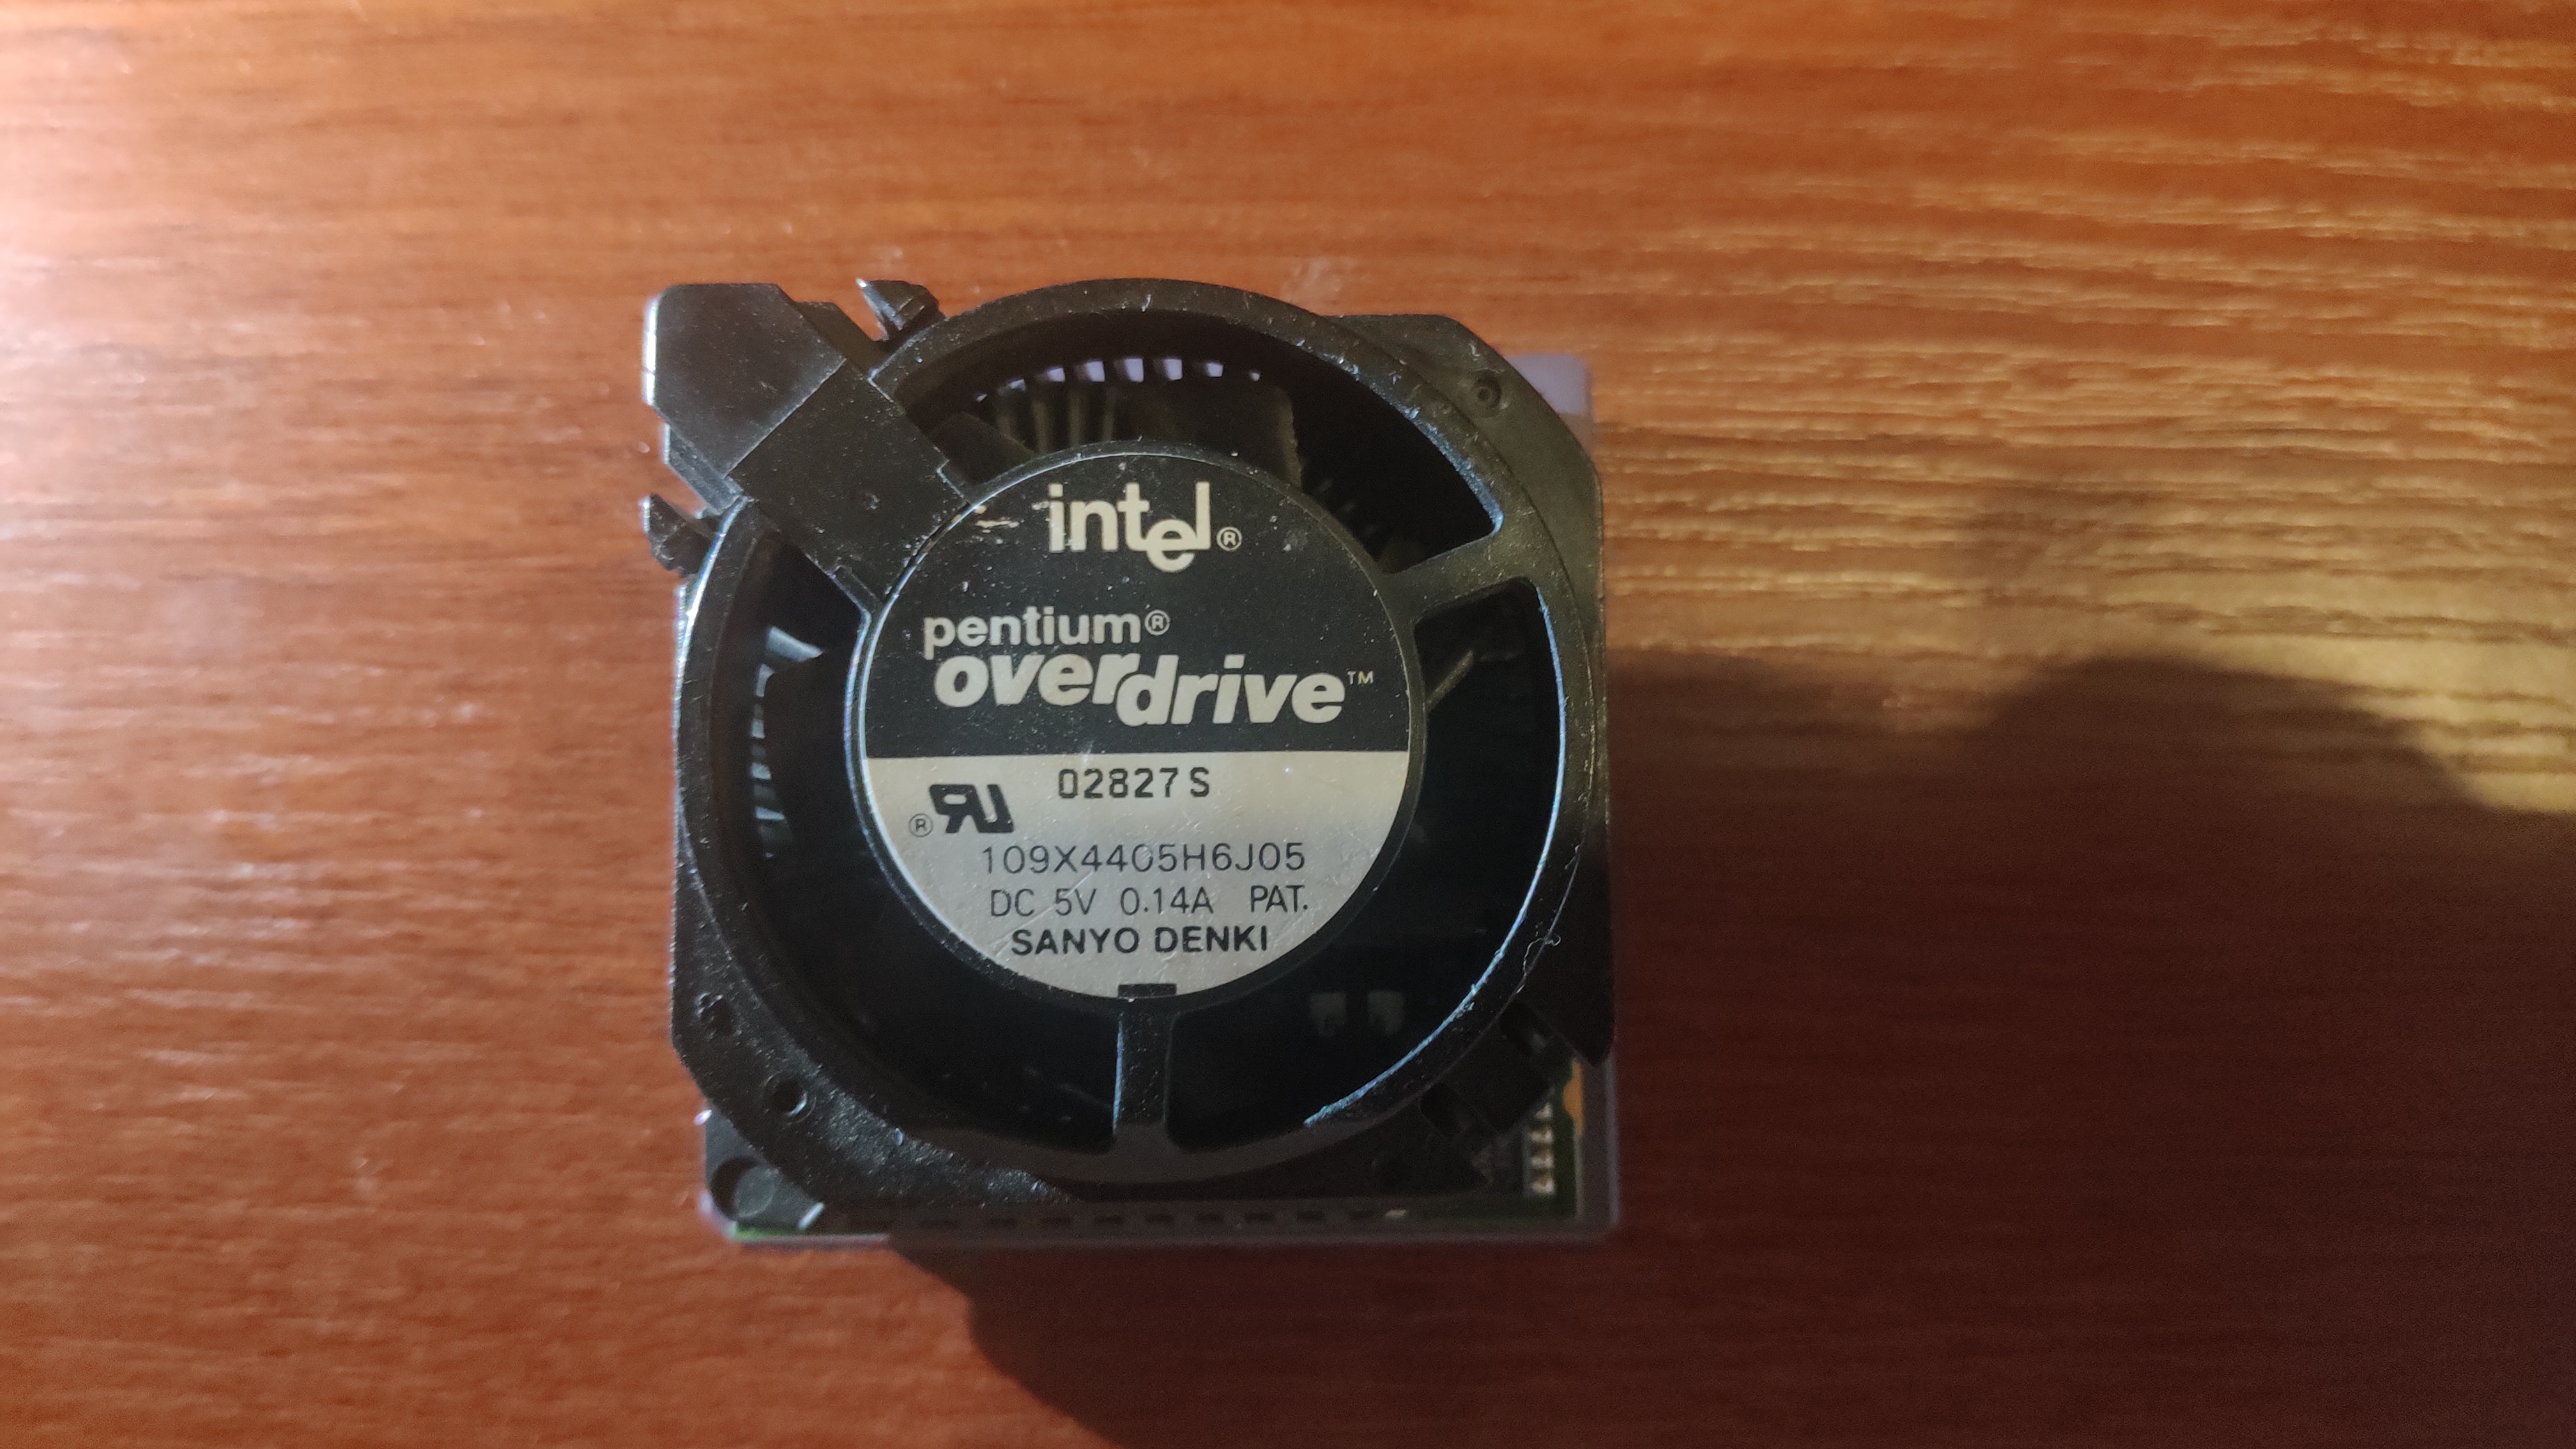 intel®
pentium®
overdrive™
02827S
®
109X4405H6J05
DC 5V 0.14A PAT.
SANYO DENKI